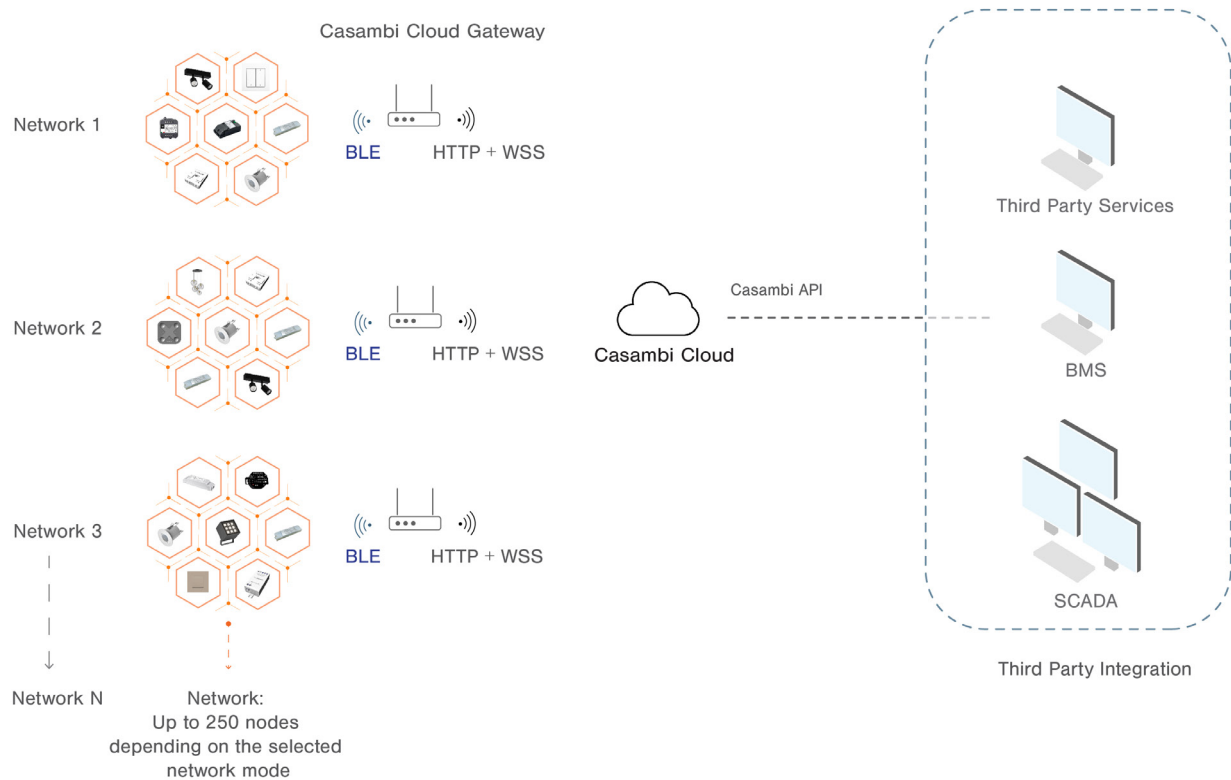 Casambi Cloud Gateway
Network 1
BLE
HTTP + WSS
Third Party Services
Network 2
BLE
HTTP + WSS
Casambi Cloud
Casambi API
BMS
Network 3
BLE
HTTP + WSS
SCADA
Third Party Integration
Network N
Network:
Up to 250 nodes
depending on the selected
network mode